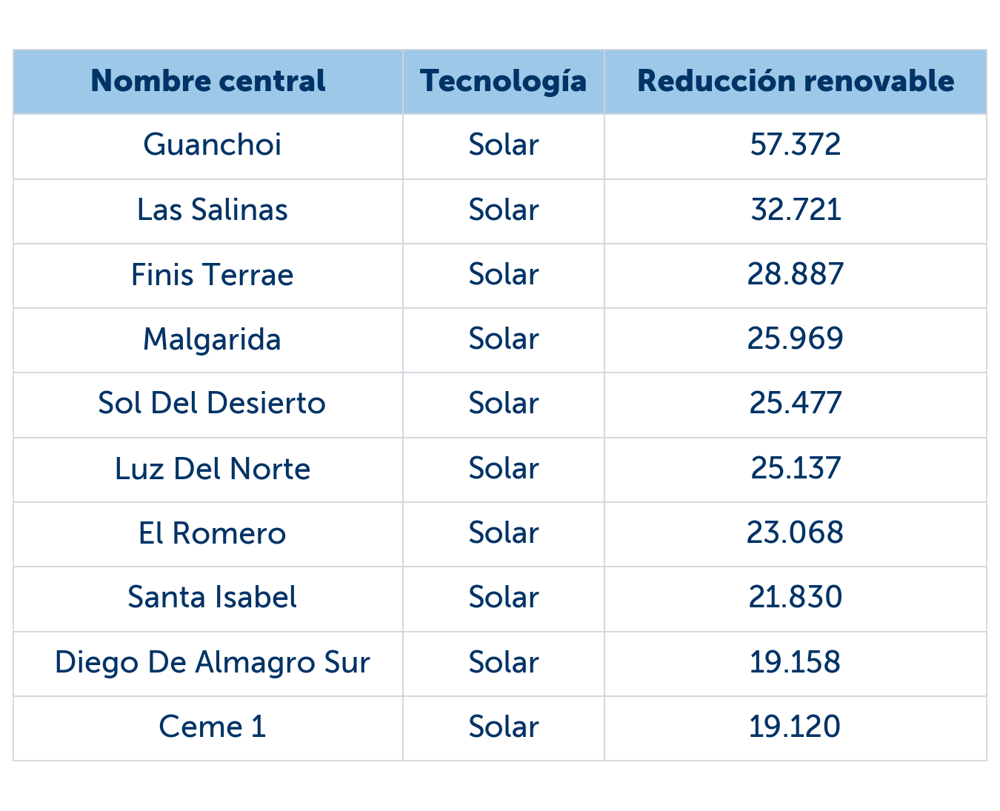 Nombre central Tecnología Reducción renovable
Guanchoi Solar 57.372
Las Salinas Solar 32.721
Finis Terrae Solar 28.887
Malgarida Solar 25.969
Sol Del Desierto Solar 25.477
Luz Del Norte Solar 25.137
El Romero Solar 23.068
Santa Isabel Solar 21.830
Diego De Almagro Sur Solar 19.158
Ceme 1 Solar 19.120